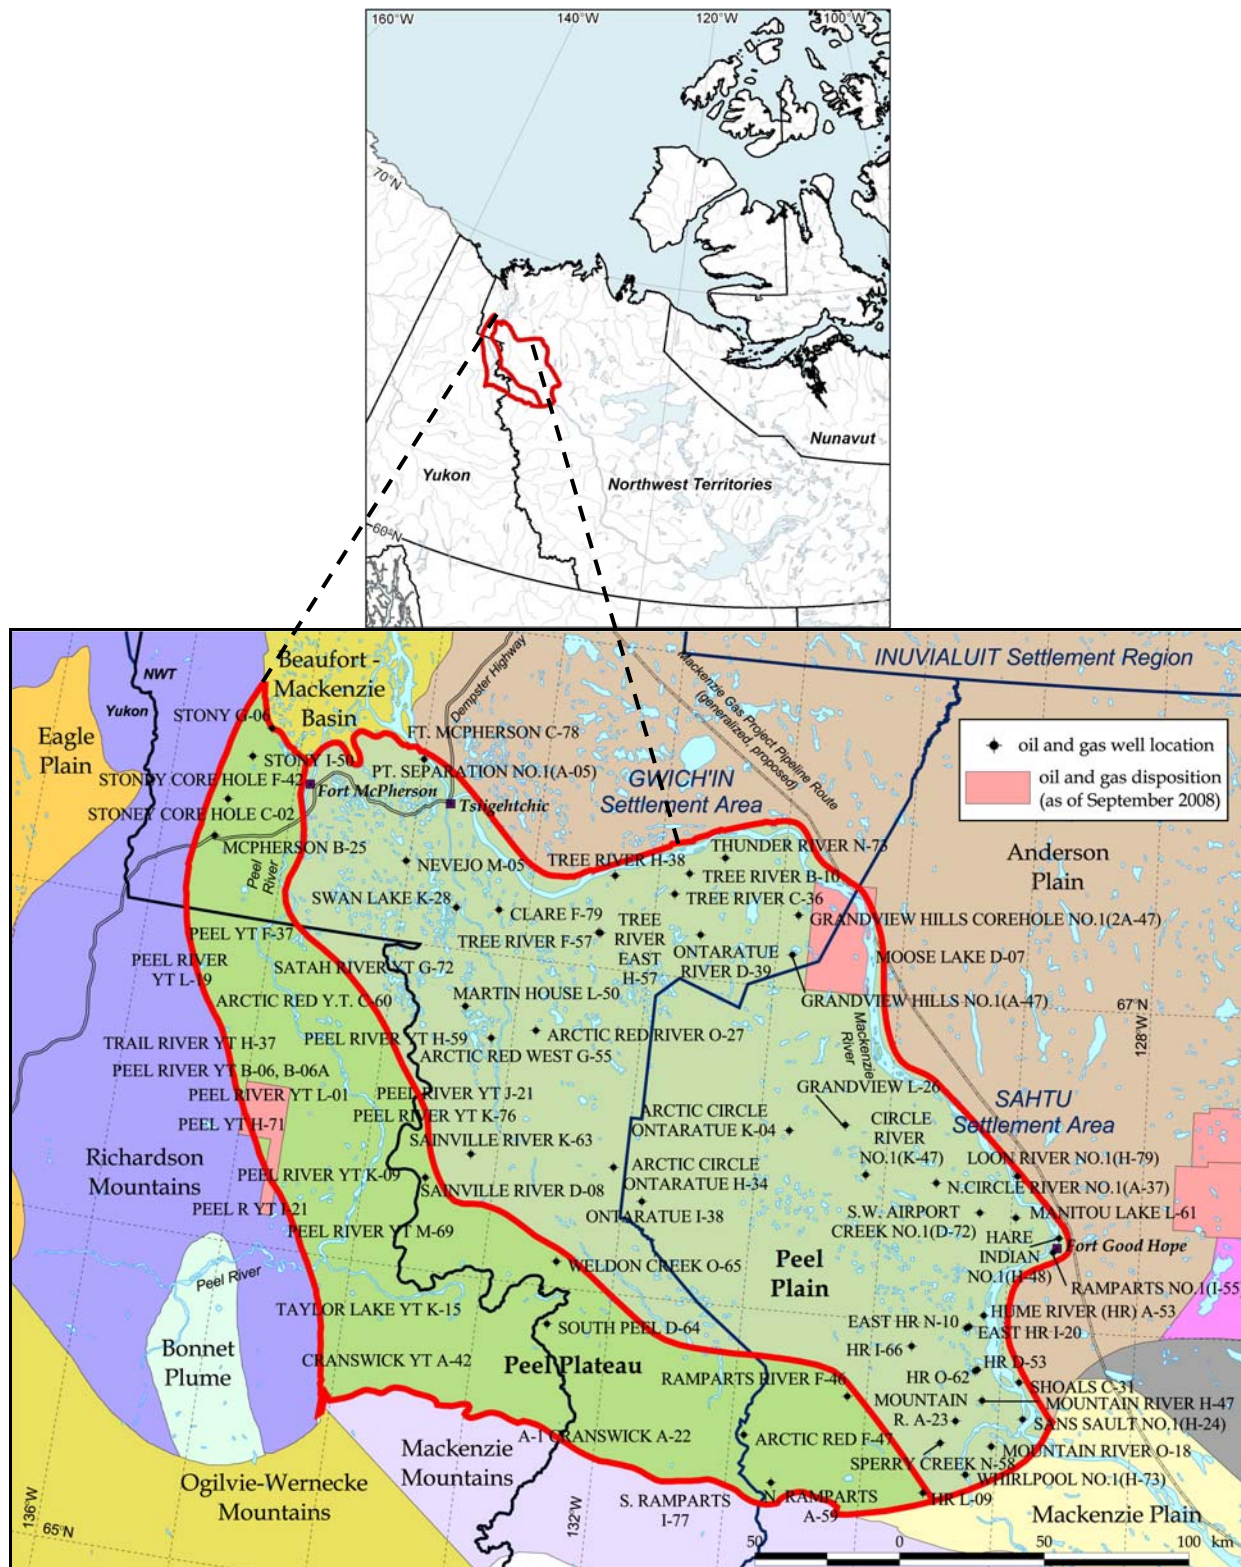 160°W
140°W
120°W
100°W
70°N
60°N
Yukon
Northwest Territories
Nunavut
NWT
Yukon
Beaufort -
Mackenzie
Basin
Dempster Highway
Mackenzie Gas Project Pipeline Route
(generalized, proposed)
INUVIALUIT Settlement Region
oil and gas well location
oil and gas disposition
(as of September 2008)
Eagle
Plain
STONY G-06
FT. MCPHERSON C-78
STONY I-50
PT. SEPARATION NO.1(A-05)
GWICH'IN
Settlement Area
STONEY CORE HOLE F-42
Fort McPherson
Tsiigehtchic
STONEY CORE HOLE C-02
MCPHERSON B-25
Peel
River
NEVEJO M-05
TREE RIVER H-38
THUNDER RIVER N-73
TREE RIVER B-10
TREE RIVER C-36
Anderson
Plain
SWAN LAKE K-28
CLARE F-79
GRANDVIEW HILLS COREHOLE NO.1(2A-47)
PEEL YT F-37
TREE RIVER F-57
TREE
RIVER
EAST
H-57
ONTARATUE
RIVER D-39
MOOSE LAKE D-07
PEEL RIVER
YT L-19
SATAH RIVER YT G-72
MARTIN HOUSE L-50
GRANDVIEW HILLS NO.1(A-47)
67 N
128°W
ARCTIC RED Y.T. C-60
Mackenzie
River
TRAIL RIVER YT H-37
PEEL RIVER YT H-59
ARCTIC RED RIVER O-27
ARCTIC RED WEST G-55
PEEL RIVER YT B-06, B-06A
PEEL RIVER YT L-01
PEEL RIVER YT J-21
GRANDVIEW L-26
PEEL YT H-71
PEEL RIVER YT K-76
ARCTIC CIRCLE
ONTARATUE K-04
CIRCLE
RIVER
NO.1(K-47)
SAHTU
Settlement Area
SAINVILLE RIVER K-63
Richardson
Mountains
LOON RIVER NO.1(H-79)
PEEL RIVER YT K-09
SAINVILLE RIVER D-08
ARCTIC CIRCLE
ONTARATUE H-34
N.CIRCLE RIVER NO.1(A-37)
PEEL R YT I-21
ONTARATUE I-38
S.W. AIRPORT
CREEK NO.1(D-72)
MANITOU LAKE L-61
PEEL RIVER YT M-69
HARE
INDIAN
NO.1(H-48)
Fort Good Hope
Peel River
WELDON CREEK O-65
Peel
Plain
RAMPARTS NO.1(I-55)
TAYLOR LAKE YT K-15
SOUTH PEEL D-64
HUME RIVER (HR) A-53
EAST HR N-10
EAST HR I-20
Bonnet
Plume
CRANSWICK YT A-42
Peel Plateau
HR I-66
HR D-53
RAMPARTS RIVER F-46
HR O-62
SHOALS C-31
MOUNTAIN
R. A-23
MOUNTAIN RIVER H-47
SANS SAULT NO.1(H-24)
Mackenzie
Mountains
A-1 CRANSWICK A-22
ARCTIC RED F-47
MOUNTAIN RIVER O-18
SPERRY CREEK N-58
WHIRLPOOL NO.1(H-73)
Ogilvie-Wernecke
Mountains
S. RAMPARTS
I-77
N. RAMPARTS
A-59
HR L-09
Mackenzie Plain
136°W
65 N
132°W
50
0
50
100 km